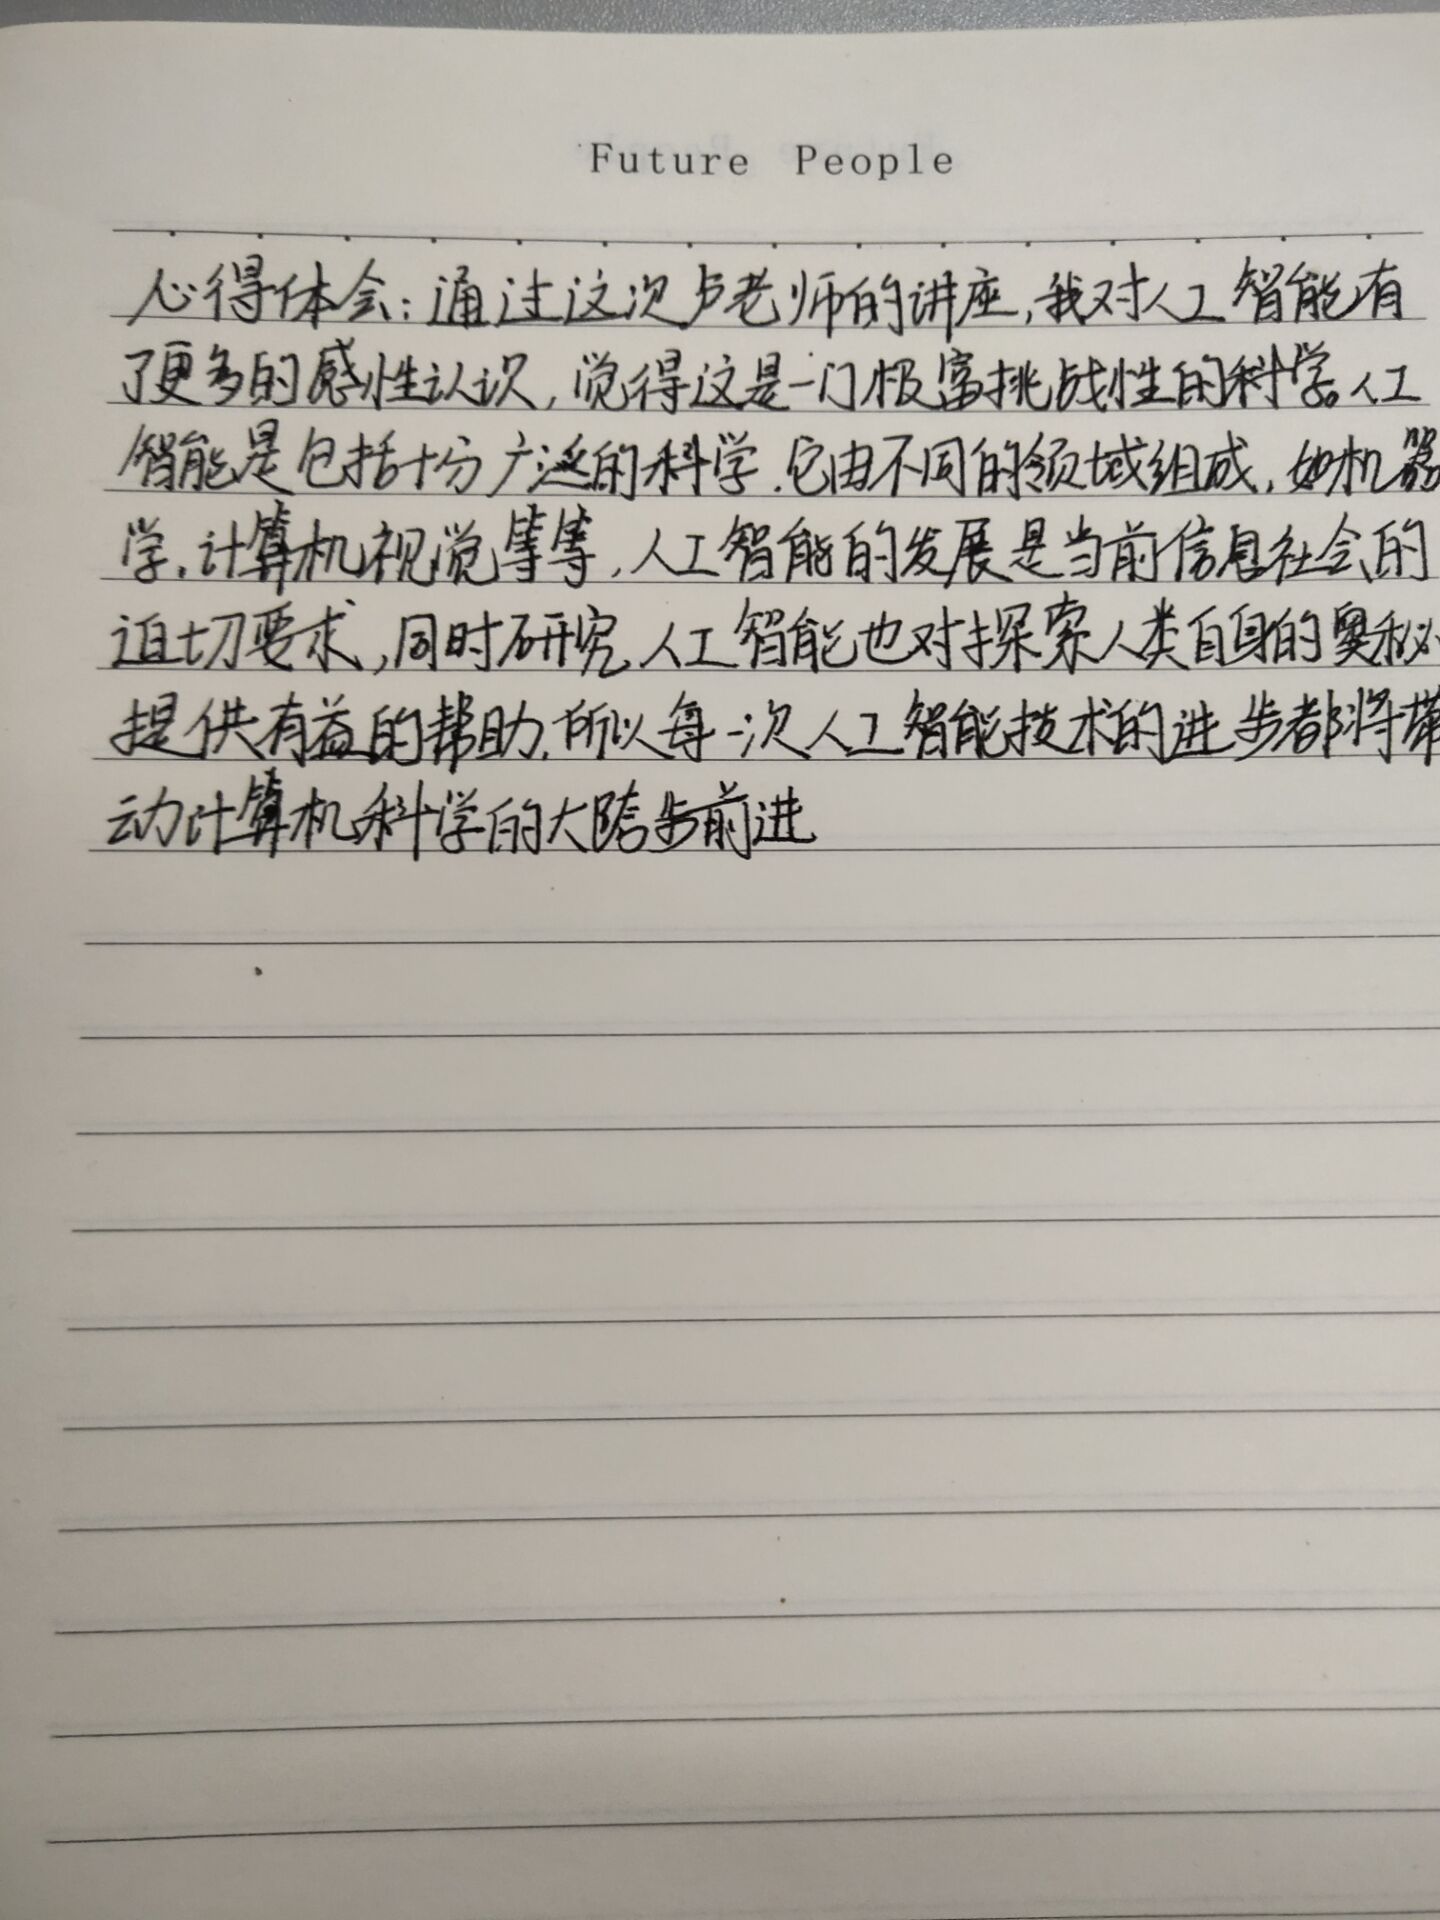 Future People
心得体会：通过这次卢老师的讲座，我对人工智能有
了更多的感性认识，觉得这是一门极富挑战性的科学。人工
智能是包括十分广泛的科学.它由不同的领域组成，如机器
学.计算机视觉等等，人工智能的发展是当前信息社会的
迫切要求，同时研究人工智能也对探索人类自身的奥秘
提供有益的帮助.所以每一次人工智能技术的进步都将带
动计算机科学的大跨步前进